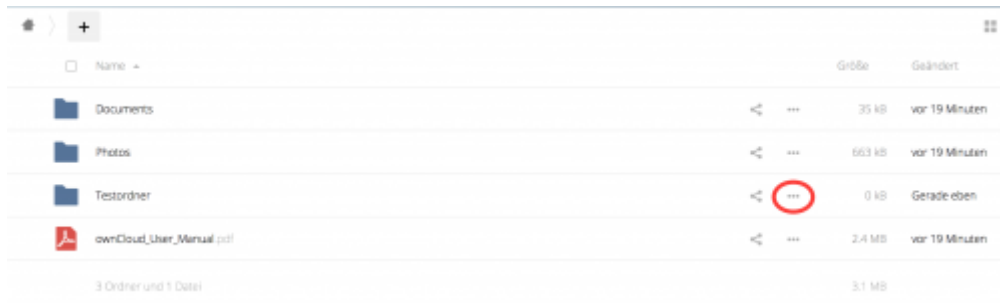 +
Name Größe Geändert
Documents 35 kB vor 19 Minuten
Photos 663 kB vor 19 Minuten
Testordner 0 kB Gerade eben
ownCloud_User_Manual.pdf 2.4 MB vor 19 Minuten
3 Ordner und 1 Datei 3.1 MB